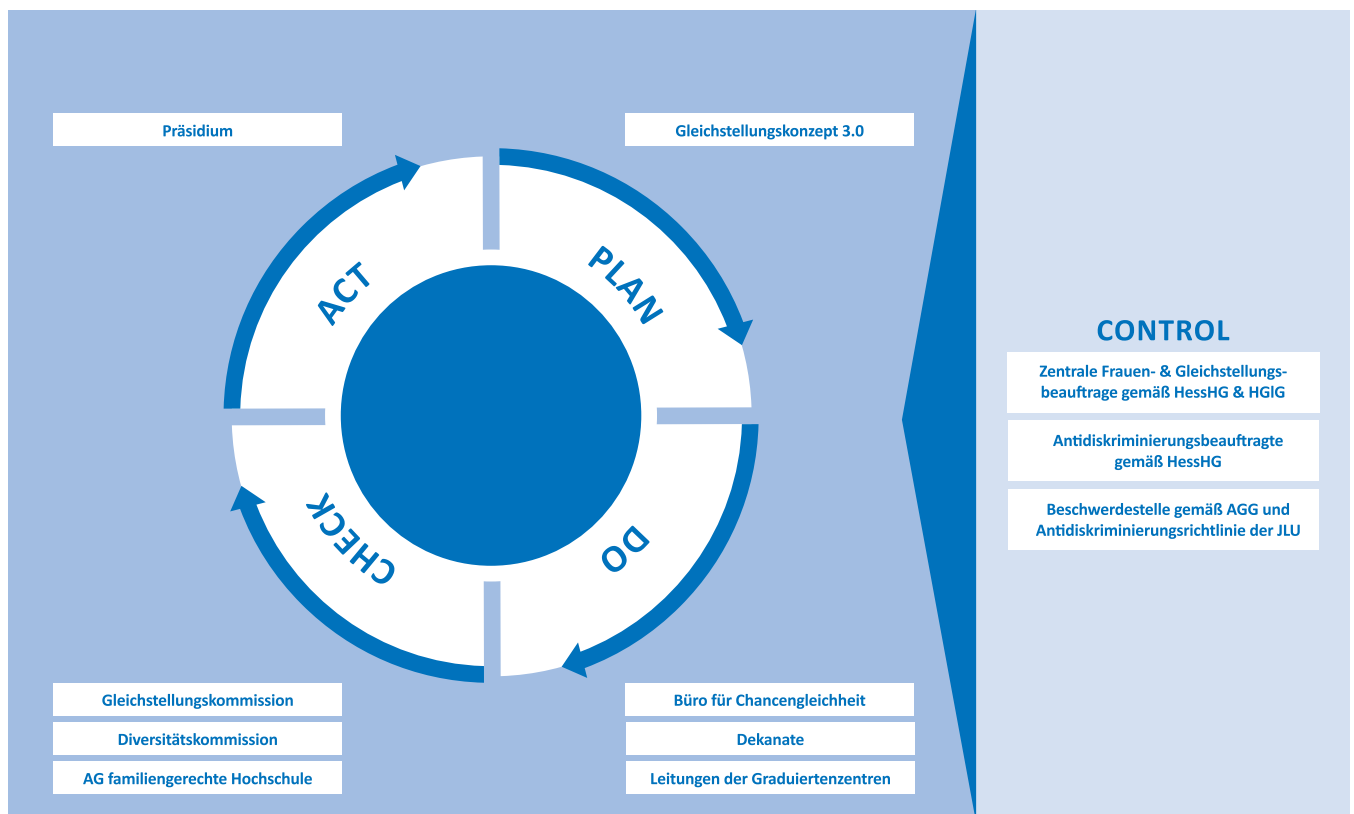 Präsidium
Gleichstellungskonzept 3.0
ACT
PLAN
CHECK
DO
Gleichstellungskommission
Diversitätskommission
AG familiengerechte Hochschule
Büro für Chancengleichheit
Dekanate
Leitungen der Graduiertenzentren
CONTROL
Zentrale Frauen- & Gleichstellungs-
beauftrage gemäß HessHG & HGlG
Antidiskriminierungsbeauftragte
gemäß HessHG
Beschwerdestelle gemäß AGG und
Antidiskriminierungsrichtlinie der JLU